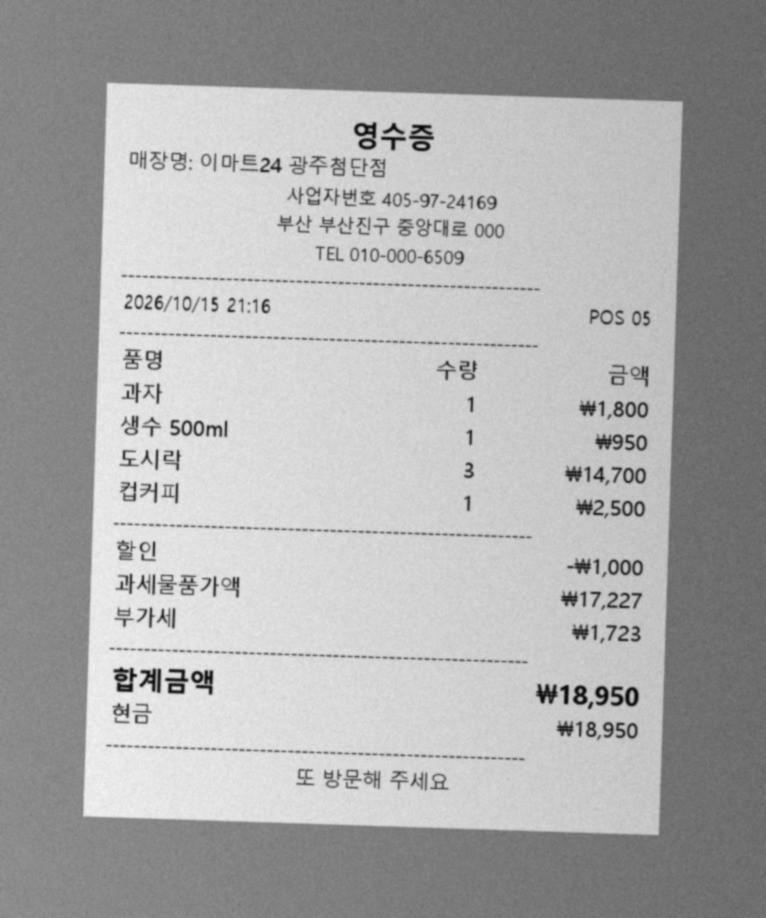 영수증
매장명: 이마트24 광주첨단점
사업자번호 405-97-24169
부산 부산진구 중앙대로 000
TEL 010-000-6509
2026/10/15 21:16 POS 05
품명 수량 금액
과자 1 ₩1,800
생수 500ml 1 ₩950
도시락 3 ₩14,700
컵커피 1 ₩2,500
할인 -₩1,000
과세물품가액 ₩17,227
부가세 ₩1,723
합계금액 ₩18,950
현금 ₩18,950
또 방문해 주세요